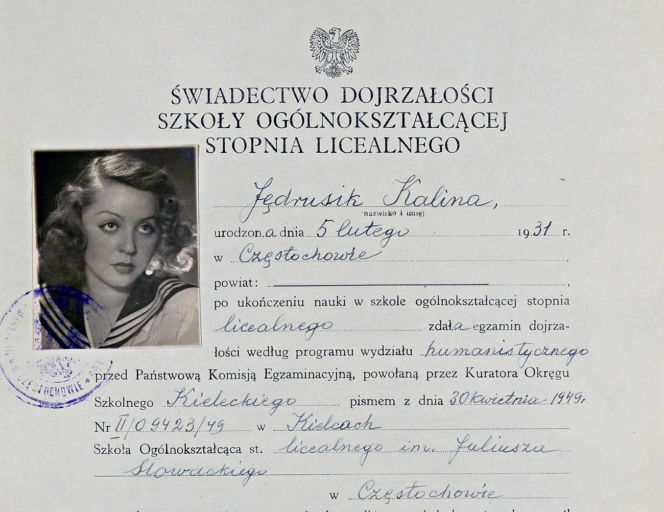 ŚWIADECTWO DOJRZAŁOŚCI
SZKOŁY OGÓLNOKSZTAŁCĄCEJ
STOPNIA LICEALNEGO
Jędrusik Kalina,
(nazwisko i imię)
urodzon.a dnia 5 lutego 1931 r.
w Częstochowie
powiat:
po ukończeniu nauki w szkole ogólnokształcącej stopnia
licealnego zdała egzamin dojrza-
łości według programu wydziału humanistycznego
przed Państwową Komisją Egzaminacyjną, powołaną przez Kuratora Okręgu
Szkolnego Kieleckiego pismem z dnia 30 kwietnia 1949.
Nr II/09423/49 w Kielcach
Szkoła Ogólnokształcąca st. licealnego im. Juliusza
Słowackiego
w Częstochowie
CZĘSTOCHOWIE